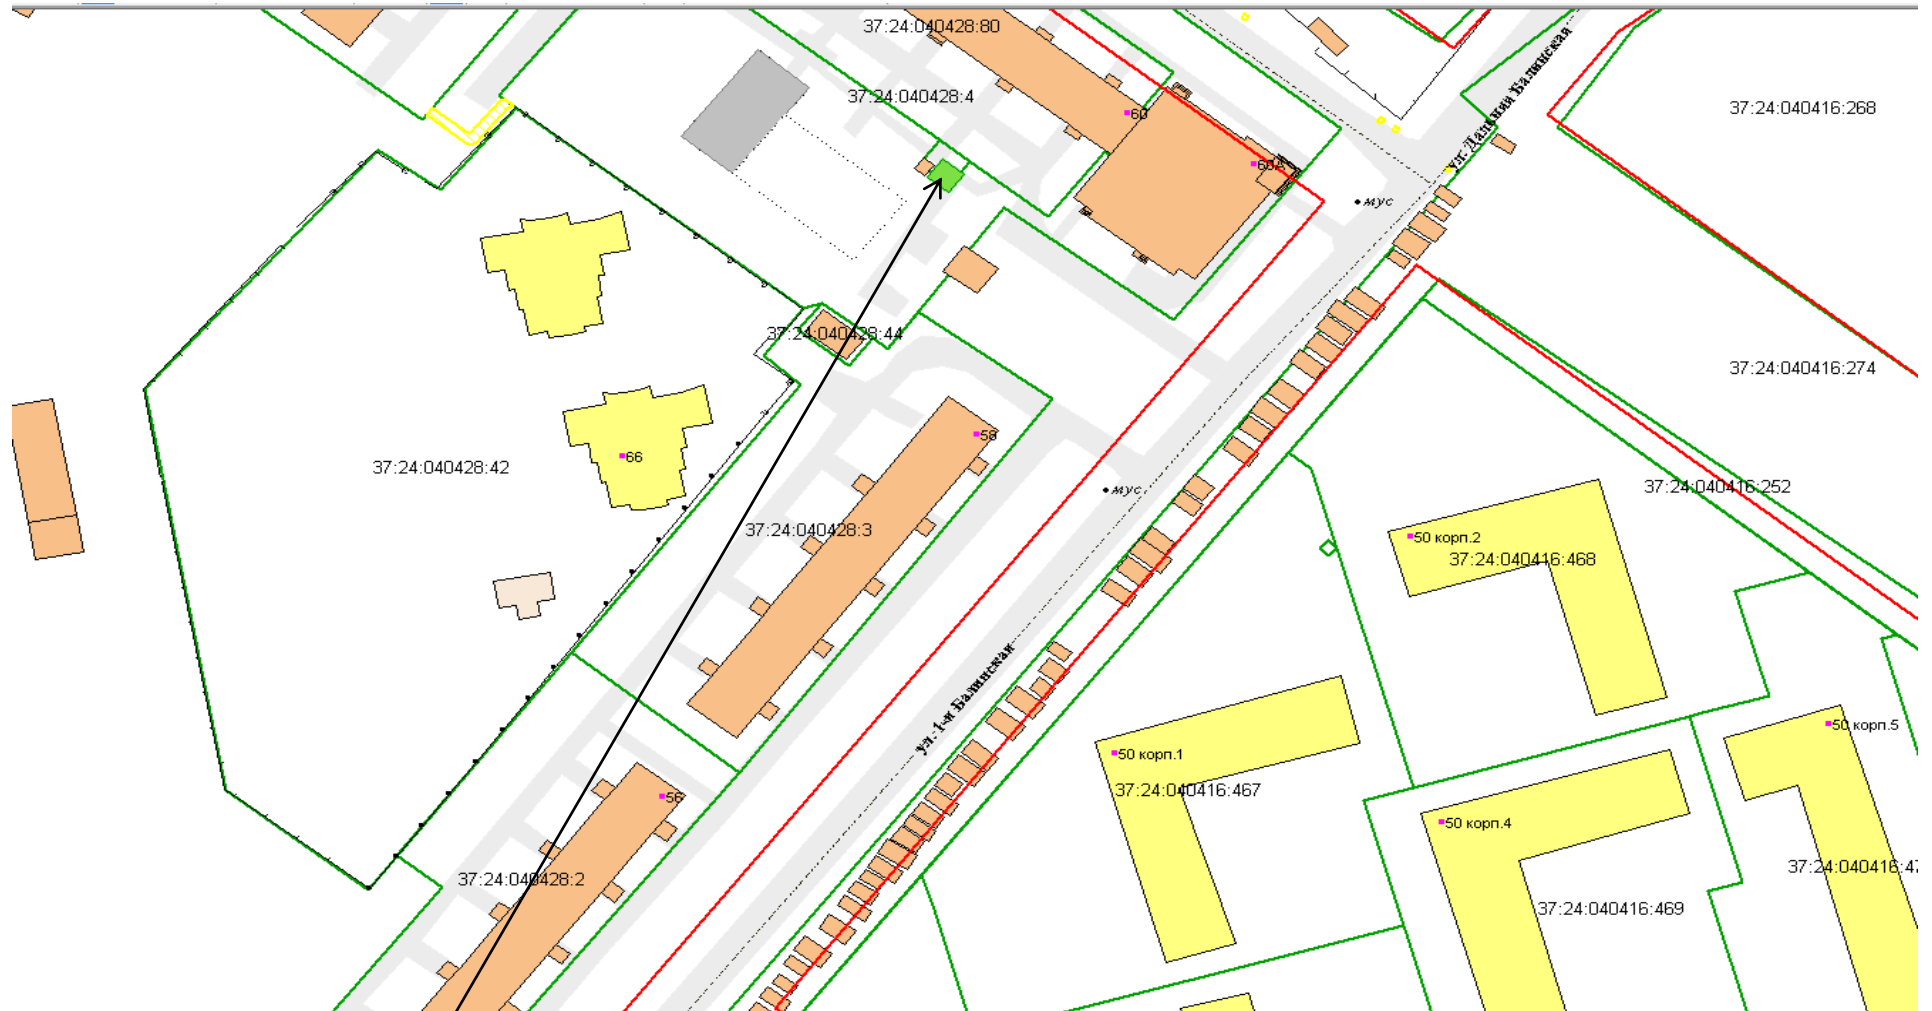 37:24:040428:80
37:24:040428:4
60
60А
мус
ул. Дальний Балинская
37:24:040416:268
37:24:040428:44
37:24:040416:274
58
66
37:24:040428:42
мус
37:24:040416:252
37:24:040428:3
50 корп.2
37:24:040416:468
ул. 1-я Балинская
50 корп.1
50 корп.5
37:24:040416:467
56
50 корп.4
37:24:040428:2
37:24:040416:469